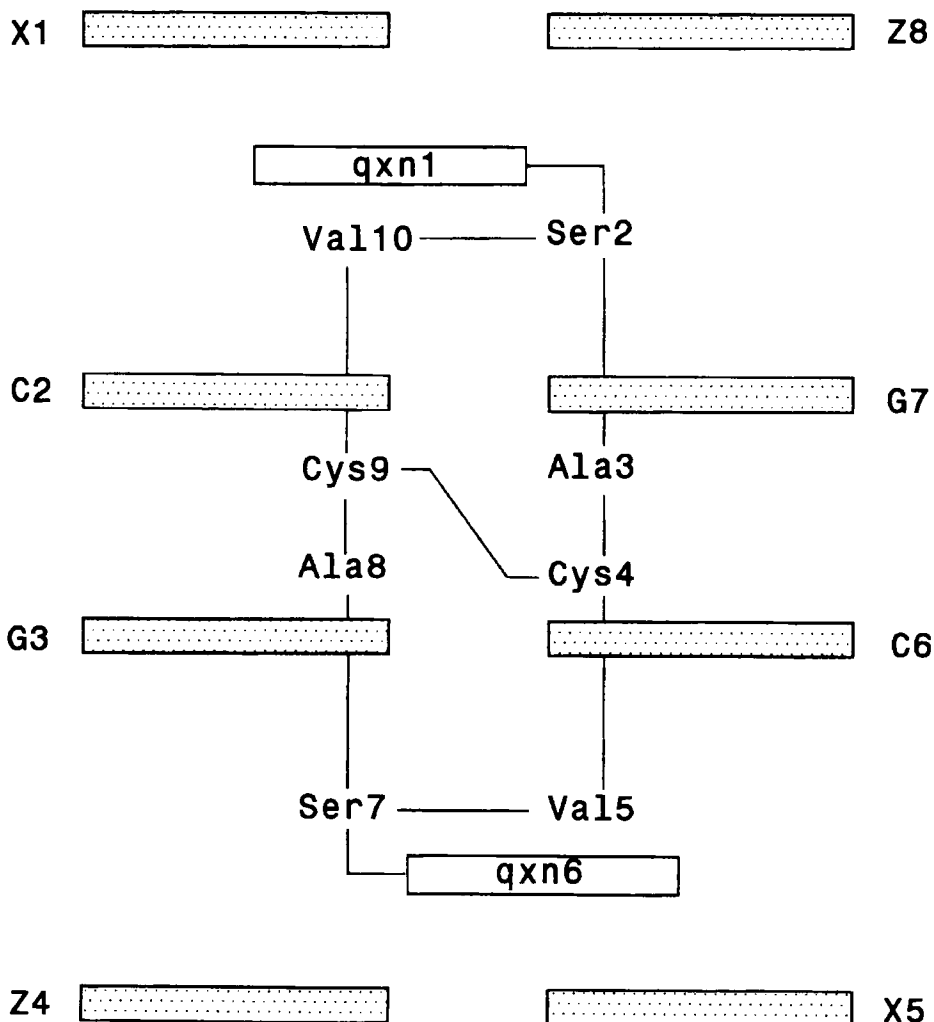 X1 Z8
qxn1
Val10 Ser2
C2 G7
Cys9 Ala3
Ala8 Cys4
G3 C6
Ser7 Val5
qxn6
Z4 X5